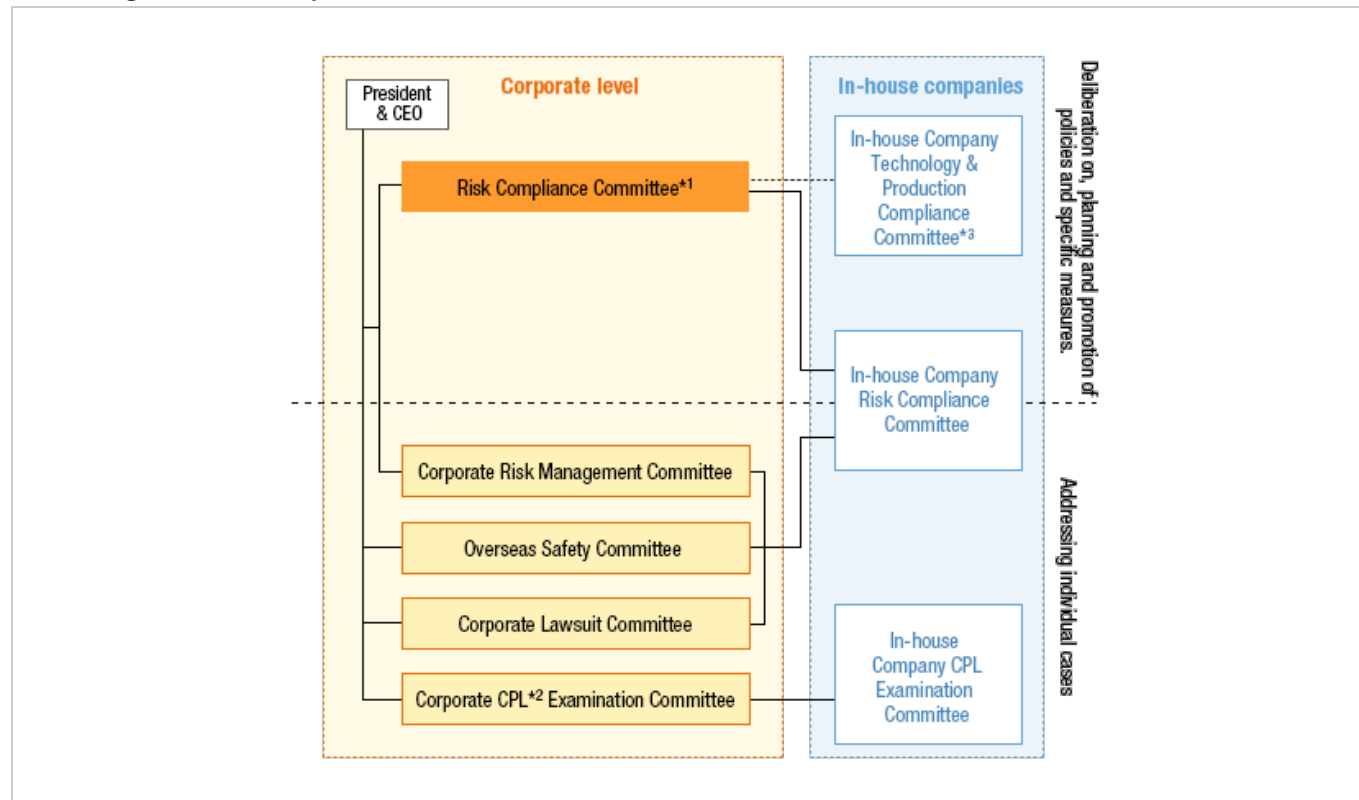 Corporate level
President
& CEO
Risk Compliance Committee*1
Corporate Risk Management Committee
Overseas Safety Committee
Corporate Lawsuit Committee
Corporate CPL*2 Examination Committee
In-house companies
In-house Company
Technology &
Production
Compliance
Committee*3
In-house Company
Risk Compliance
Committee
In-house
Company CPL
Examination
Committee
Deliberation on, planning and promotion of
policies and specific measures.
Addressing individual cases